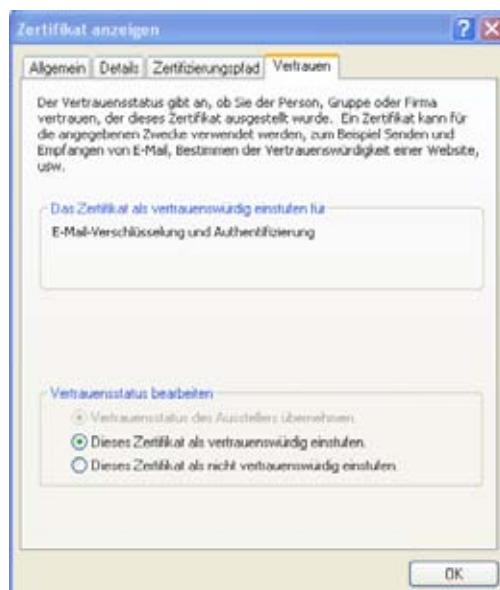 Zertifikat anzeigen
Allgemein Details Zertifizierungspfad Vertrauen
Der Vertrauensstatus gibt an, ob Sie der Person, Gruppe oder Firma
vertrauen, der dieses Zertifikat ausgestellt wurde. Ein Zertifikat kann für
die angegebenen Zwecke verwendet werden, zum Beispiel Senden und
Empfangen von E-Mail, Bestimmen der Vertrauenswürdigkeit einer Website,
usw.
Das Zertifikat als vertrauenswürdig einstufen für
E-Mail-Verschlüsselung und Authentifizierung
Vertrauensstatus bearbeiten
Vertrauensstatus des Ausstellers übernehmen.
Dieses Zertifikat als vertrauenswürdig einstufen.
Dieses Zertifikat als nicht vertrauenswürdig einstufen.
OK